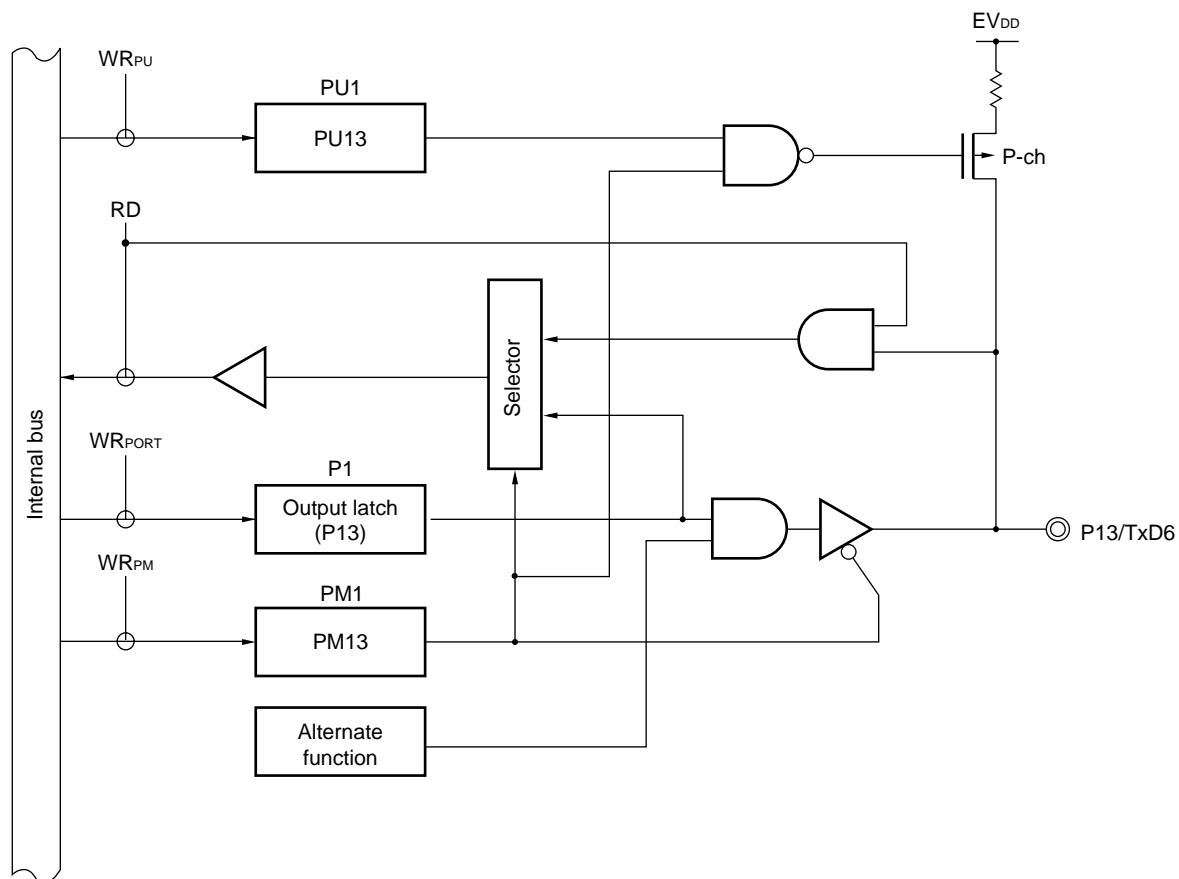 EVDD
WRPU
PU1
PU13
P-ch
RD
Selector
Internal bus
WRPORT
P1
Output latch
(P13)
P13/TxD6
WRPM
PM1
PM13
Alternate
function